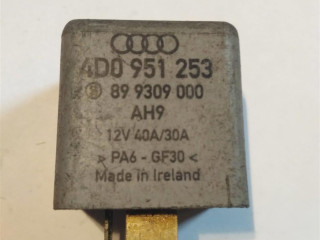 4D0 951 253
89 9309 000
AH9
12V 40A/30A
> PA6 - GF30 <
Made in Ireland